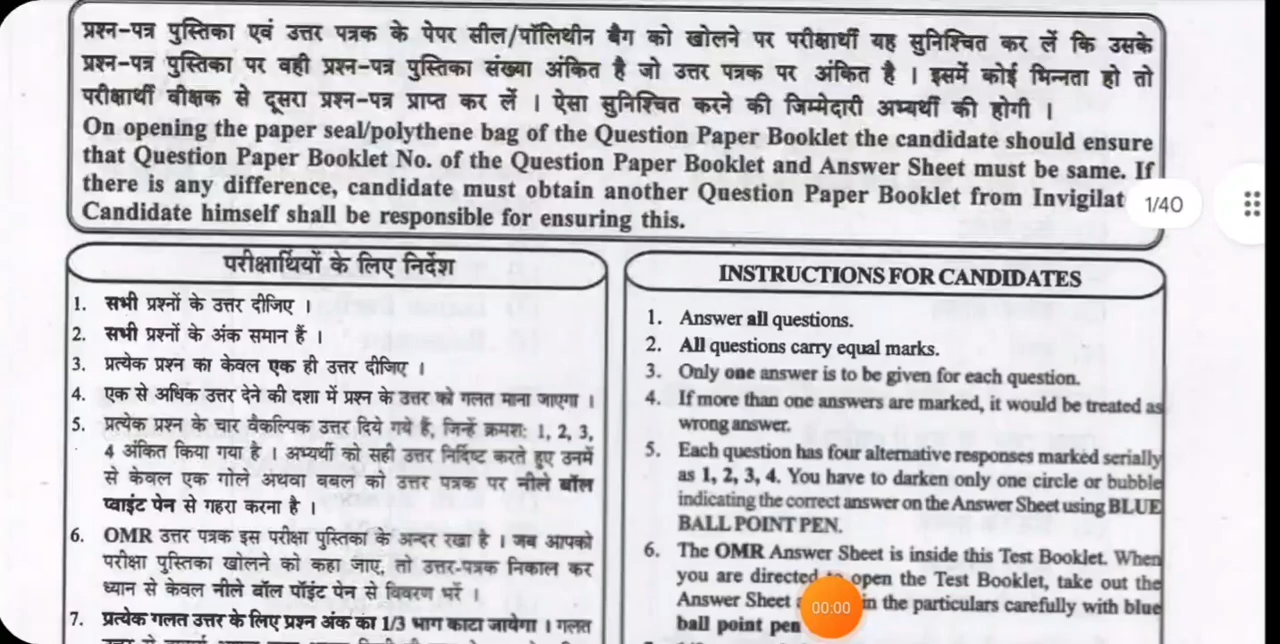 प्रश्न-पत्र पुस्तिका एवं उत्तर पत्रक के पेपर सील/पॉलिथीन बैग को खोलने पर परीक्षार्थी यह सुनिश्चित कर लें कि उसके
प्रश्न-पत्र पुस्तिका पर वही प्रश्न-पत्र पुस्तिका संख्या अंकित है जो उत्तर पत्रक पर अंकित है । इसमें कोई भिन्नता हो तो
परीक्षार्थी वीक्षक से दूसरा प्रश्न-पत्र प्राप्त कर लें । ऐसा सुनिश्चित करने की जिम्मेदारी अभ्यर्थी की होगी ।
On opening the paper seal/polythene bag of the Question Paper Booklet the candidate should ensure
that Question Paper Booklet No. of the Question Paper Booklet and Answer Sheet must be same. If
there is any difference, candidate must obtain another Question Paper Booklet from Invigilat
1/40
Candidate himself shall be responsible for ensuring this.
परीक्षार्थियों के लिए निर्देश
1. सभी प्रश्नों के उत्तर दीजिए ।
2. सभी प्रश्नों के अंक समान हैं ।
3. प्रत्येक प्रश्न का केवल एक ही उत्तर दीजिए ।
4. एक से अधिक उत्तर देने की दशा में प्रश्न के उत्तर को गलत माना जाएगा ।
5. प्रत्येक प्रश्न के चार वैकल्पिक उत्तर दिये गये हैं, जिन्हें क्रमश: 1, 2, 3,
4 अंकित किया गया है । अभ्यर्थी को सही उत्तर निर्दिष्ट करते हुए उनमें
से केवल एक गोले अथवा बबल को उत्तर पत्रक पर नीले बॉल
प्वाइंट पेन से गहरा करना है ।
6. OMR उत्तर पत्रक इस परीक्षा पुस्तिका के अन्दर रखा है । जब आपको
परीक्षा पुस्तिका खोलने को कहा जाए, तो उत्तर-पत्रक निकाल कर
ध्यान से केवल नीले बॉल पॉइंट पेन से विवरण भरें ।
7. प्रत्येक गलत उत्तर के लिए प्रश्न अंक का 1/3 भाग काटा जायेगा । गलत
INSTRUCTIONS FOR CANDIDATES
1. Answer all questions.
2. All questions carry equal marks.
3. Only one answer is to be given for each question.
4. If more than one answers are marked, it would be treated as
wrong answer.
5. Each question has four alternative responses marked serially
as 1, 2, 3, 4. You have to darken only one circle or bubble
indicating the correct answer on the Answer Sheet using BLUE
BALL POINT PEN.
6. The OMR Answer Sheet is inside this Test Booklet. When
you are directed open the Test Booklet, take out the
Answer Sheet in the particulars carefully with blue
ball point pen
00:00